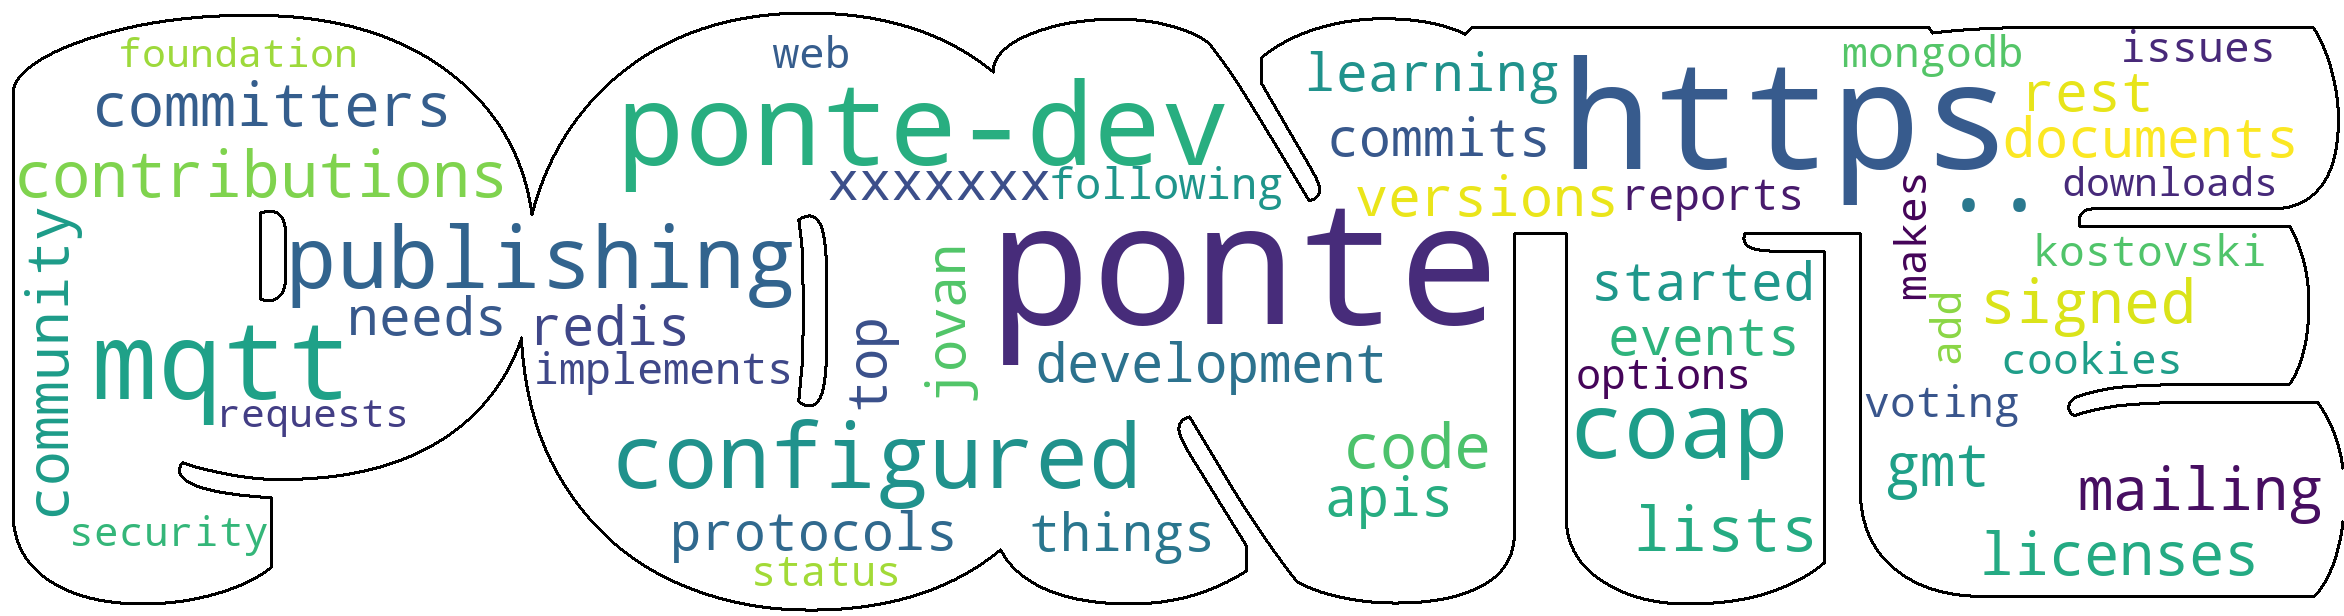 foundation
committers
contributions
community
mqtt
requests
security
publishing
needs
redis
implements
web
ponte-dev
xxxxxxx
following
jovan
top
ponte
development
configured
protocols
things
status
learning
commits
versions
reports
https
..
mongodb
issues
rest
documents
downloads
makes
kostovski
signed
add
cookies
started
events
options
coap
lists
code
apis
voting
gmt
mailing
licenses